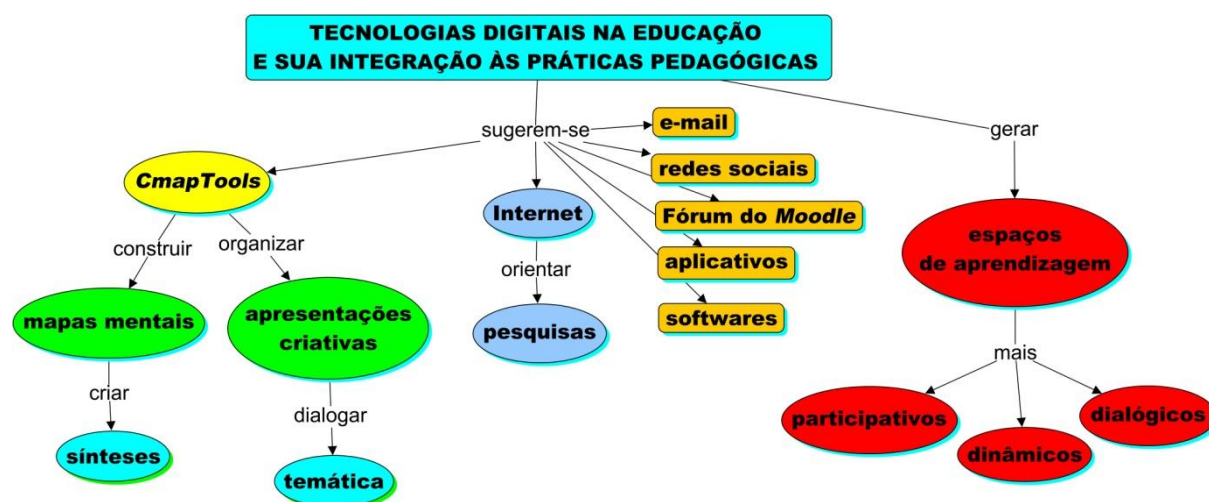 TECNOLOGIAS DIGITAIS NA EDUCAÇÃO
E SUA INTEGRAÇÃO ÀS PRÁTICAS PEDAGÓGICAS
sugerem-se
gerar
e-mail
redes sociais
Fórum do Moodle
aplicativos
softwares
CmapTools
construir
organizar
mapas mentais
apresentações
criativas
criar
dialogar
sínteses
temática
Internet
orientar
pesquisas
espaços
de aprendizagem
mais
participativos
dinâmicos
dialógicos